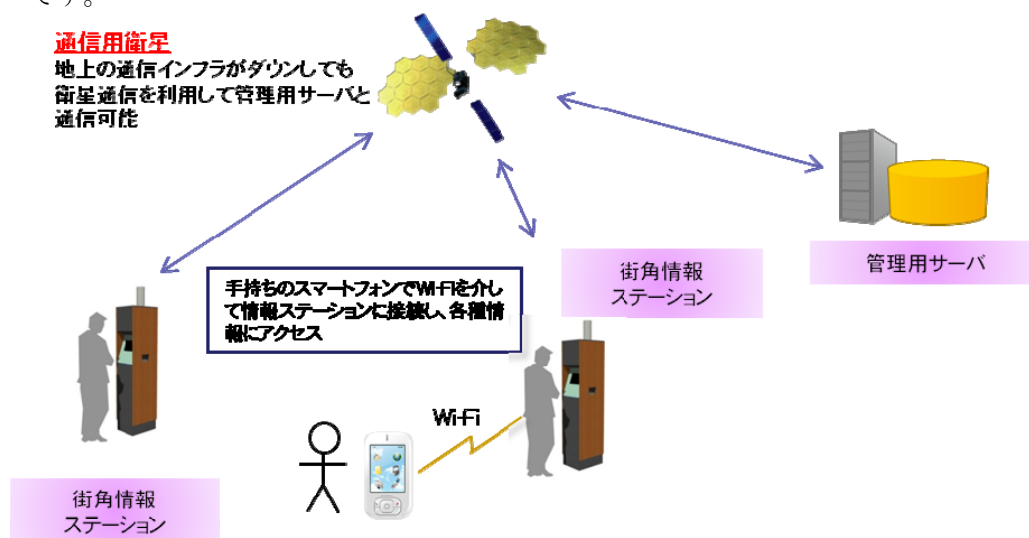 です。
通信用衛星
地上の通信インフラがダウンしても
衛星通信を利用して管理用サーバと
通信可能
管理用サーバ
街角情報
ステーション
手持ちのスマートフォンでWi-Fiを介し
て情報ステーションに接続し、各種情
報にアクセス
Wi-Fi
街角情報
ステーション